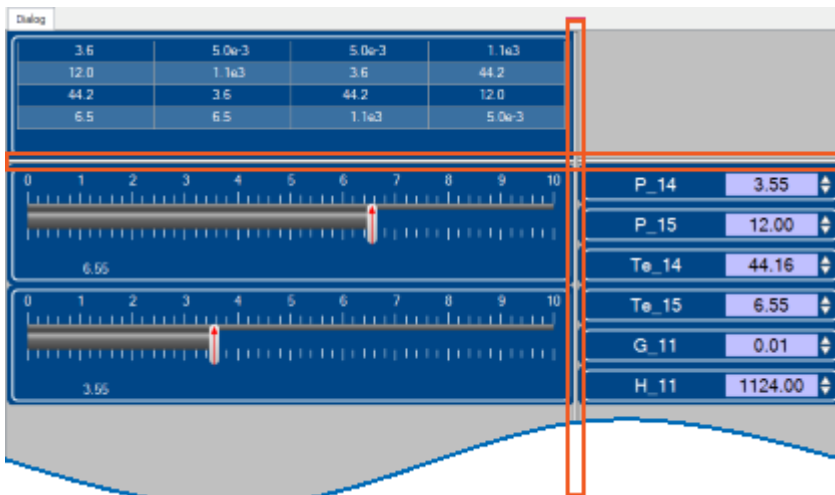 Dialog
3.6 5.0e-3 5.0e-3 1.1e3
12.0 1.1e3 3.6 44.2
44.2 3.6 44.2 12.0
6.5 6.5 1.1e3 5.0e-3
0 1 2 3 4 5 6 7 8 9 10
6.55
0 1 2 3 4 5 6 7 8 9 10
3.55
P_14 3.55
P_15 12.00
Te_14 44.16
Te_15 6.55
G_11 0.01
H_11 1124.00